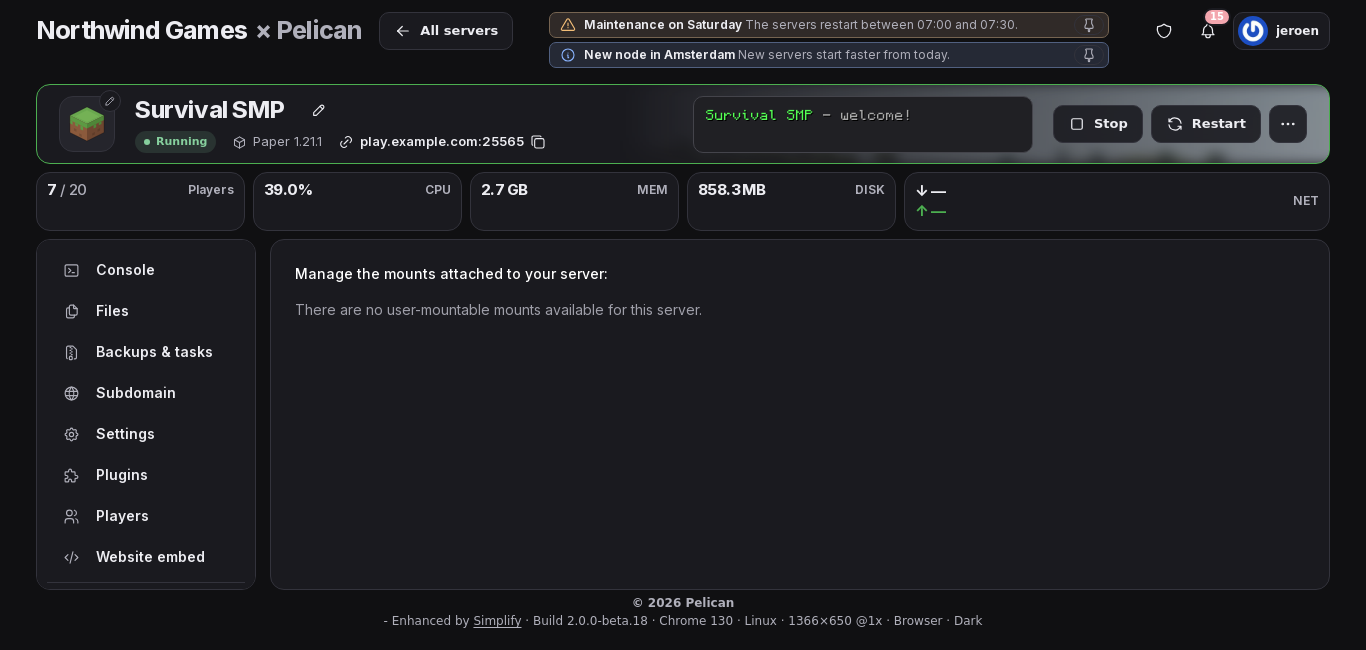 Northwind Games × Pelican
All servers
Maintenance on Saturday The servers restart between 07:00 and 07:30.
New node in Amsterdam New servers start faster from today.
15
jeroen
Survival SMP
Running
Paper 1.21.1
play.example.com:25565
Survival SMP - welcome!
Stop
Restart
7 / 20
Players
39.0%
CPU
2.7 GB
MEM
858.3 MB
DISK
↓ —
↑ —
NET
Console
Files
Backups & tasks
Subdomain
Settings
Plugins
Players
Website embed
Manage the mounts attached to your server:
There are no user-mountable mounts available for this server.
© 2026 Pelican
- Enhanced by Simplify · Build 2.0.0-beta.18 · Chrome 130 · Linux · 1366×650 @1x · Browser · Dark